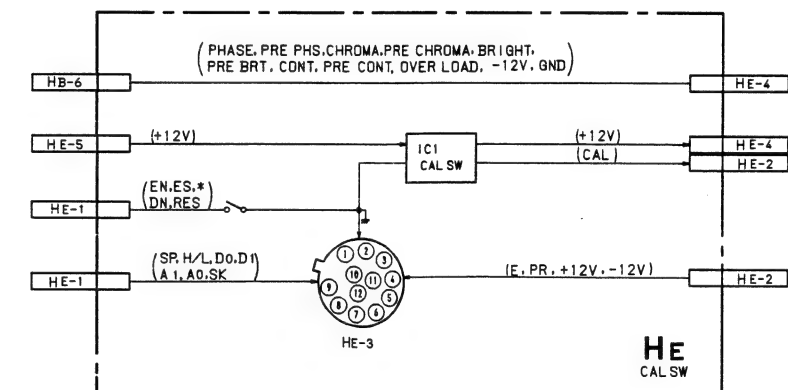 (PHASE, PRE PHS, CHROMA, PRE CHROMA, BRIGHT,
PRE BRT, CONT, PRE CONT, OVER LOAD, -12V, GND)
HB-6
HE-4
HE-5
(+12V)
IC1
CAL SW
(+12V)
HE-4
(CAL)
HE-2
HE-1
(EN, ES, *
DN, RES)
HE-1
(SP, H/L, D0, D1
A1, A0, SK)
1
2
3
10
11
4
9
12
5
8
7
6
(E, PR, +12V, -12V)
HE-2
HE-3
HE
CAL SW